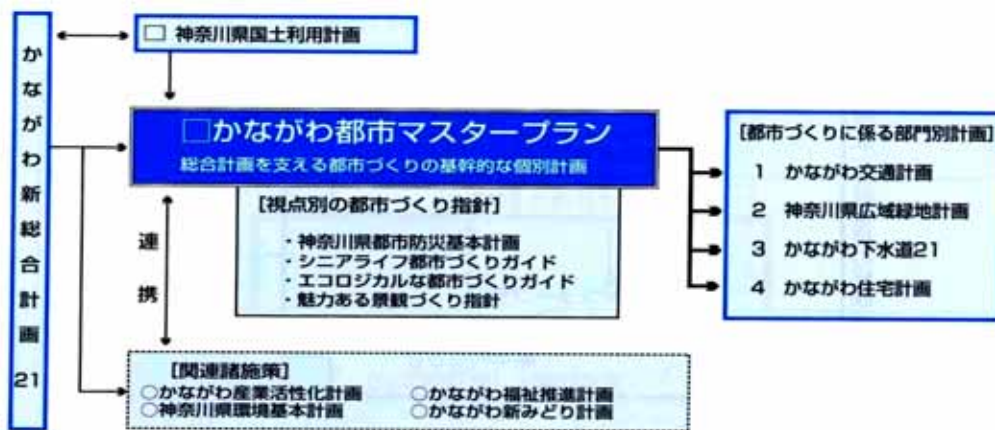 かながわ新総合計画21
□ 神奈川県国土利用計画
□かながわ都市マスタープラン
総合計画を支える都市づくりの基幹的な個別計画
[視点別の都市づくり指針]
・神奈川県都市防災基本計画
・シニアライフ都市づくりガイド
・エコロジカルな都市づくりガイド
・魅力ある景観づくり指針
連携
[都市づくりに係る部門別計画]
1 かながわ交通計画
2 神奈川県広域緑地計画
3 かながわ下水道21
4 かながわ住宅計画
[関連諸施策]
○かながわ産業活性化計画 ○かながわ福祉推進計画
○神奈川県環境基本計画 ○かながわ新みどり計画